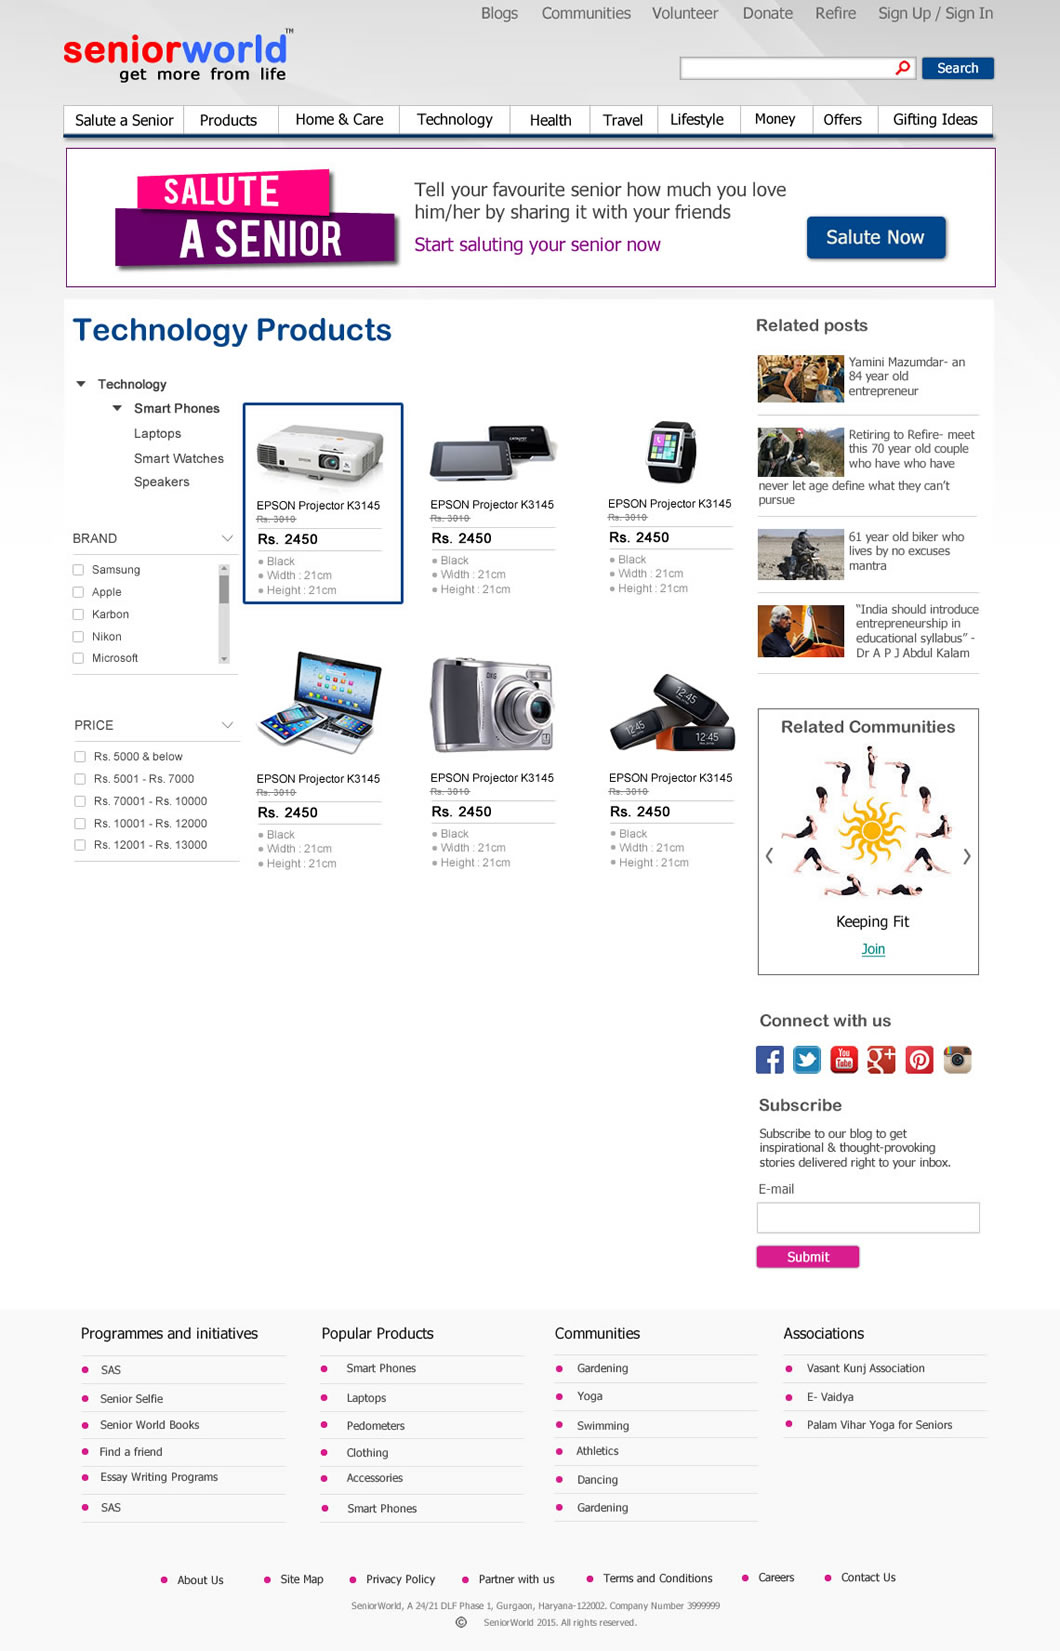 Blogs Communities Volunteer Donate Refire Sign Up / Sign In
seniorworld™
get more from life
Search
Salute a Senior Products Home & Care Technology Health Travel Lifestyle Money Offers Gifting Ideas
SALUTE
A SENIOR
Tell your favourite senior how much you love
him/her by sharing it with your friends
Start saluting your senior now
Salute Now
Technology Products
Technology
Smart Phones
Laptops
Smart Watches
Speakers
BRAND
Samsung
Apple
Karbon
Nikon
Microsoft
PRICE
Rs. 5000 & below
Rs. 5001 - Rs. 7000
Rs. 70001 - Rs. 10000
Rs. 10001 - Rs. 12000
Rs. 12001 - Rs. 13000
EPSON Projector K3145
Rs. 3010
Rs. 2450
Black
Width : 21cm
Height : 21cm
EPSON Projector K3145
Rs. 3010
Rs. 2450
Black
Width : 21cm
Height : 21cm
EPSON Projector K3145
Rs. 3010
Rs. 2450
Black
Width : 21cm
Height : 21cm
EPSON Projector K3145
Rs. 3010
Rs. 2450
Black
Width : 21cm
Height : 21cm
EPSON Projector K3145
Rs. 3010
Rs. 2450
Black
Width : 21cm
Height : 21cm
12:45
12:45
12:45
EPSON Projector K3145
Rs. 3010
Rs. 2450
Black
Width : 21cm
Height : 21cm
Related posts
Yamini Mazumdar- an
84 year old
entrepreneur
Retiring to Refire- meet
this 70 year old couple
who have who have
never let age define what they can't
pursue
61 year old biker who
lives by no excuses
mantra
“India should introduce
entrepreneurship in
educational syllabus” -
Dr A P J Abdul Kalam
Related Communities
Keeping Fit
Join
Connect with us
You
Tube
g+
Subscribe
Subscribe to our blog to get
inspirational & thought-provoking
stories delivered right to your inbox.
E-mail
Submit
Programmes and initiatives
SAS
Senior Selfie
Senior World Books
Find a friend
Essay Writing Programs
SAS
Popular Products
Smart Phones
Laptops
Pedometers
Clothing
Accessories
Smart Phones
Communities
Gardening
Yoga
Swimming
Athletics
Dancing
Gardening
Associations
Vasant Kunj Association
E- Vaidya
Palam Vihar Yoga for Seniors
About Us Site Map Privacy Policy Partner with us Terms and Conditions Careers Contact Us
SeniorWorld, A 24/21 DLF Phase 1, Gurgaon, Haryana-122002. Company Number 3999999
© SeniorWorld 2015. All rights reserved.